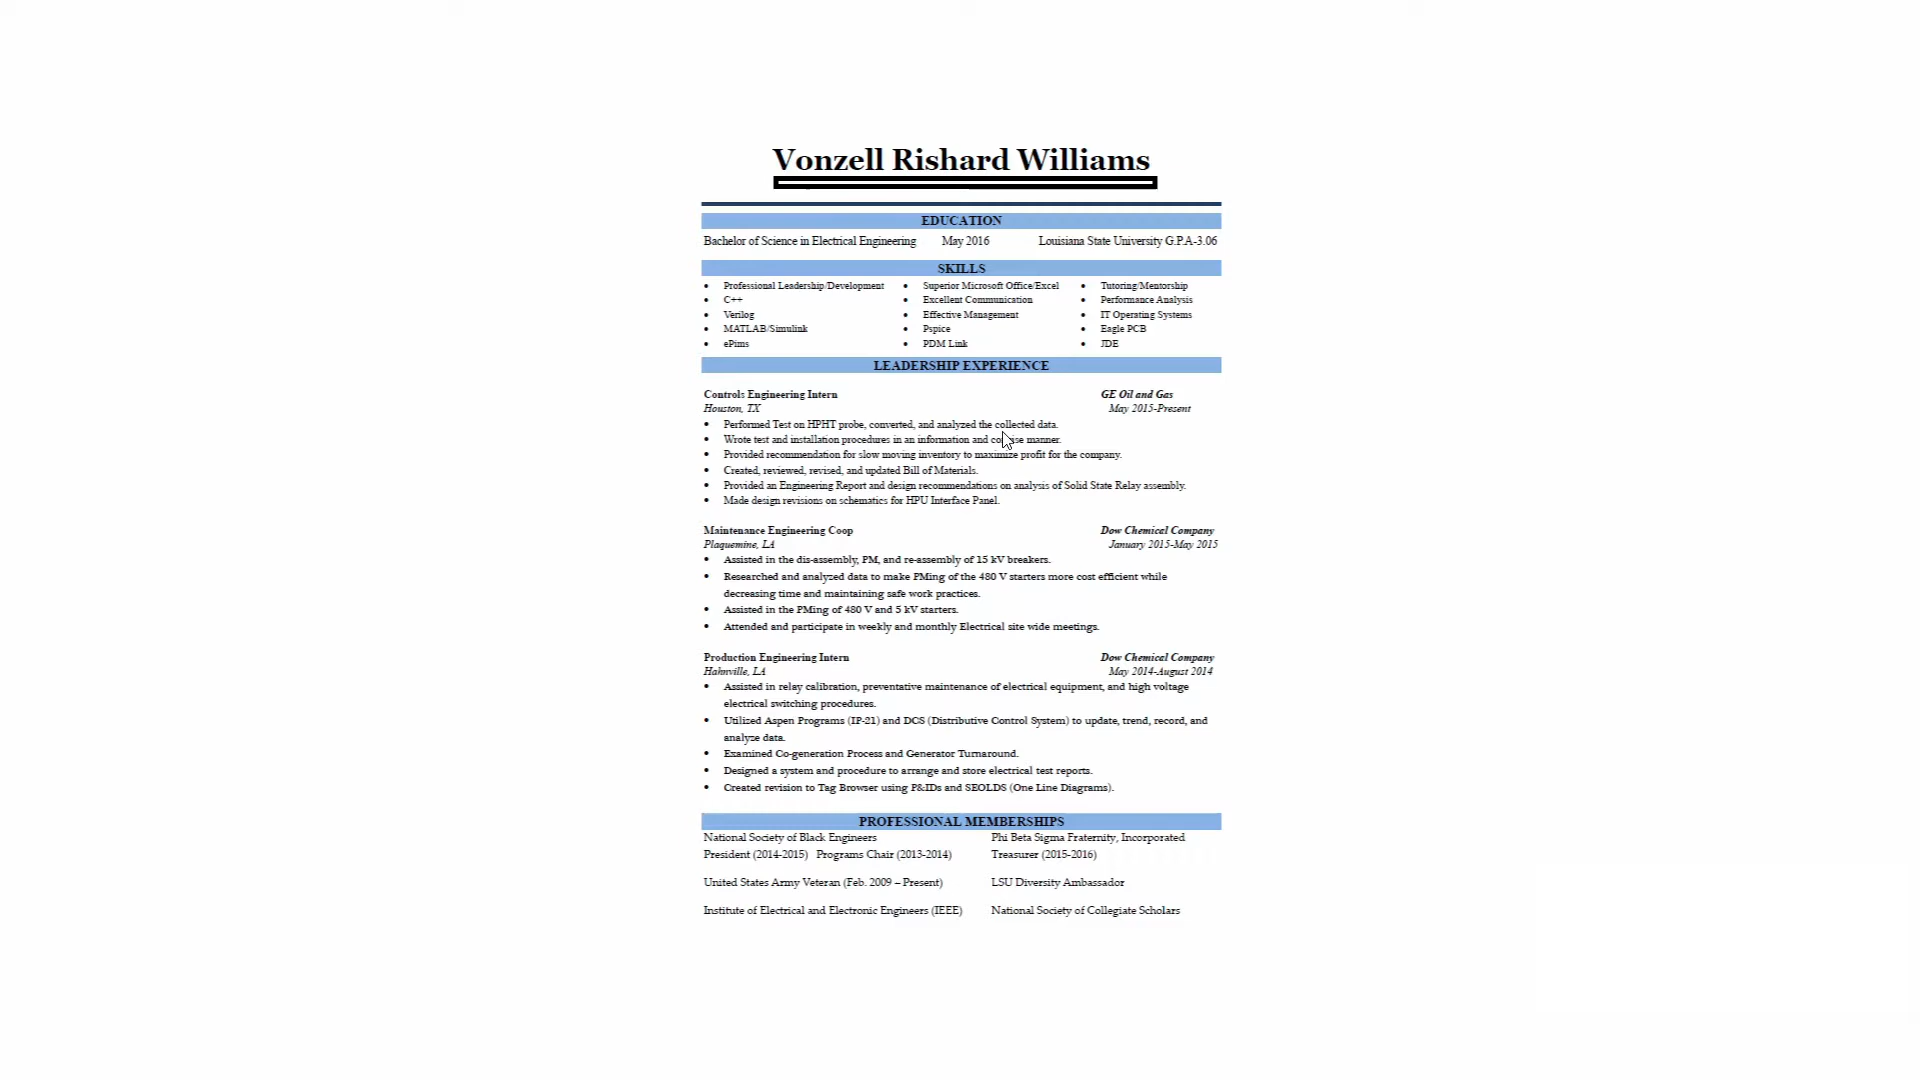 Vonzell Rishard Williams
EDUCATION
Bachelor of Science in Electrical Engineering May 2016 Louisiana State University G.P.A-3.06
SKILLS
• Professional Leadership/Development • Superior Microsoft Office/Excel • Tutoring/Mentorship
• C++ • Excellent Communication • Performance Analysis
• Verilog • Effective Management • IT Operating Systems
• MATLAB/Simulink • Pspice • Eagle PCB
• ePims • PDM Link • JDE
LEADERSHIP EXPERIENCE
Controls Engineering Intern GE Oil and Gas
Houston, TX May 2015-Present
• Performed Test on HPHT probe, converted, and analyzed the collected data.
• Wrote test and installation procedures in an information and concise manner.
• Provided recommendation for slow moving inventory to maximize profit for the company.
• Created, reviewed, revised, and updated Bill of Materials.
• Provided an Engineering Report and design recommendations on analysis of Solid State Relay assembly.
• Made design revisions on schematics for HPU Interface Panel.
Maintenance Engineering Coop Dow Chemical Company
Plaquemine, LA January 2015-May 2015
• Assisted in the dis-assembly, PM, and re-assembly of 15 kV breakers.
• Researched and analyzed data to make PMing of the 480 V starters more cost efficient while
decreasing time and maintaining safe work practices.
• Assisted in the PMing of 480 V and 5 kV starters.
• Attended and participate in weekly and monthly Electrical site wide meetings.
Production Engineering Intern Dow Chemical Company
Hahnville, LA May 2014-August 2014
• Assisted in relay calibration, preventative maintenance of electrical equipment, and high voltage
electrical switching procedures.
• Utilized Aspen Programs (IP-21) and DCS (Distributive Control System) to update, trend, record, and
analyze data.
• Examined Co-generation Process and Generator Turnaround.
• Designed a system and procedure to arrange and store electrical test reports.
• Created revision to Tag Browser using P&IDs and SEOLDS (One Line Diagrams).
PROFESSIONAL MEMBERSHIPS
National Society of Black Engineers Phi Beta Sigma Fraternity, Incorporated
President (2014-2015) Programs Chair (2013-2014) Treasurer (2015-2016)
United States Army Veteran (Feb. 2009 – Present) LSU Diversity Ambassador
Institute of Electrical and Electronic Engineers (IEEE) National Society of Collegiate Scholars